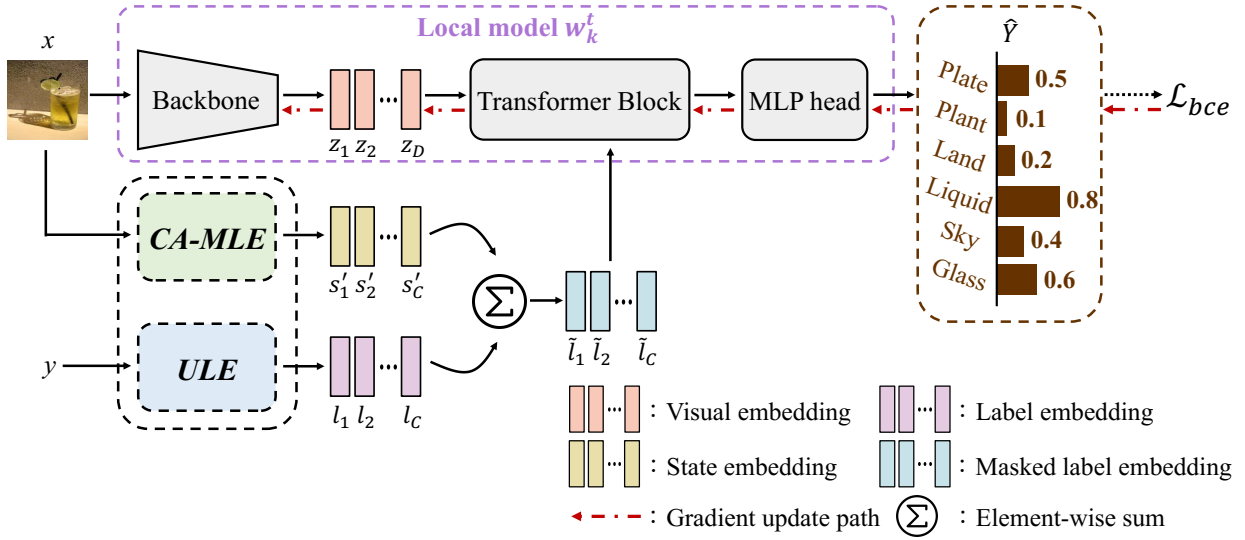 x
Local model w_k^t
Backbone
z_1 z_2 ··· z_D
Transformer Block
MLP head
Ŷ
Plate 0.5
Plant 0.1
Land 0.2
Liquid 0.8
Sky 0.4
Glass 0.6
ℒ_bce
CA-MLE
s′_1 s′_2 ··· s′_C
Σ
l̃_1 l̃_2 ··· l̃_C
y
ULE
l_1 l_2 ··· l_C
··· : Visual embedding
··· : Label embedding
··· : State embedding
··· : Masked label embedding
: Gradient update path
Σ : Element-wise sum